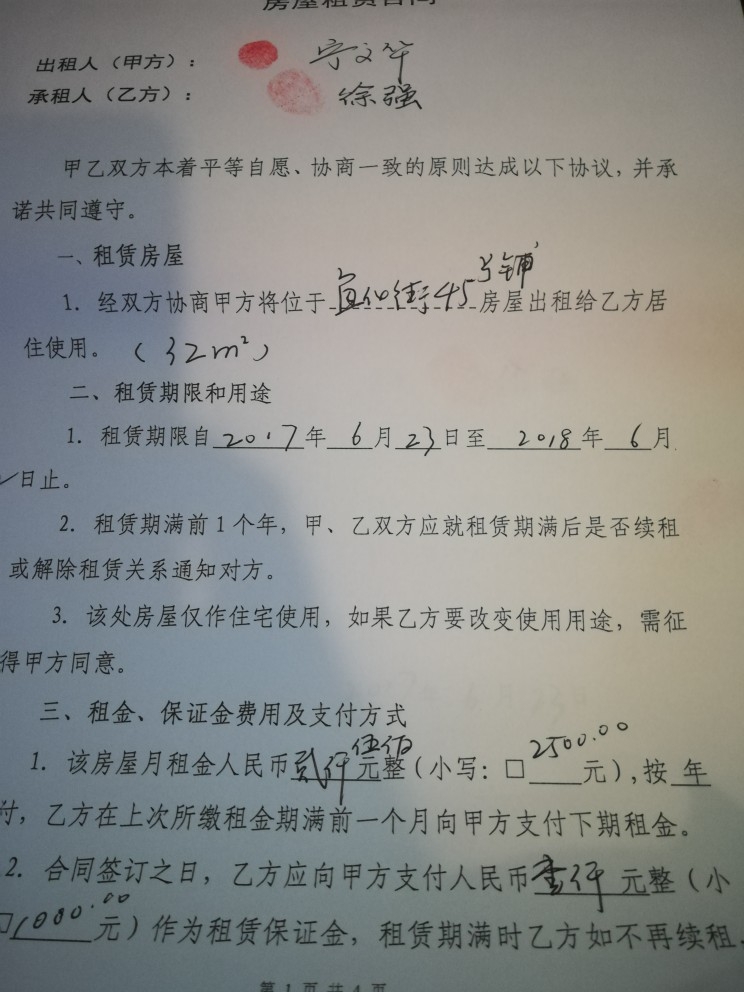 房屋租赁合同
出租人（甲方）： 宁文华
承租人（乙方）： 徐强
甲乙双方本着平等自愿、协商一致的原则达成以下协议，并承
诺共同遵守。
一、租赁房屋
1. 经双方协商甲方将位于宜化街45号铺房屋出租给乙方居
住使用。（32m²）
二、租赁期限和用途
1. 租赁期限自2017年6月23日至2018年6月
日止。
2. 租赁期满前1个年，甲、乙双方应就租赁期满后是否续租
或解除租赁关系通知对方。
3. 该处房屋仅作住宅使用，如果乙方要改变使用用途，需征
得甲方同意。
三、租金、保证金费用及支付方式
1. 该房屋月租金人民币贰仟伍佰元整（小写：□2500.00元），按 年
付，乙方在上次所缴租金期满前一个月向甲方支付下期租金。
2. 合同签订之日，乙方应向甲方支付人民币壹仟元整（小
□1000.00元）作为租赁保证金，租赁期满时乙方如不再续租
第 1 页 共 4 页